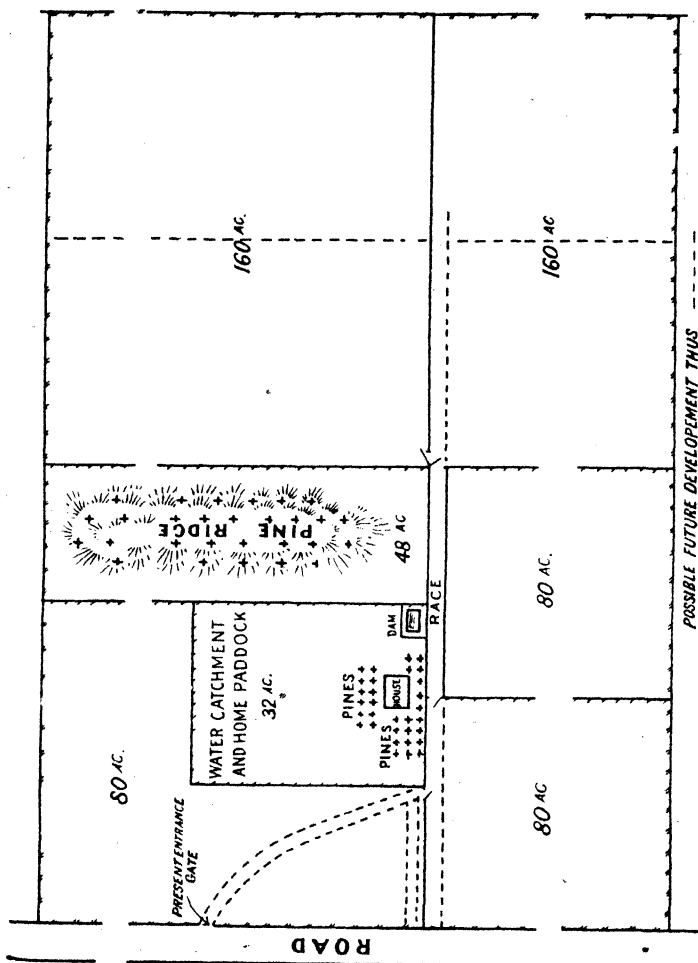 160 AC.
160 AC.
PINE RIDGE
48 AC
RACE
80 AC.
DAM
WATER CATCHMENT
AND HOME PADDOCK
32 AC.
PINES
HOUSE
PINES
80 AC.
80 AC
PRESENT ENTRANCE
GATE
ROAD
POSSIBLE FUTURE DEVELOPEMENT THUS